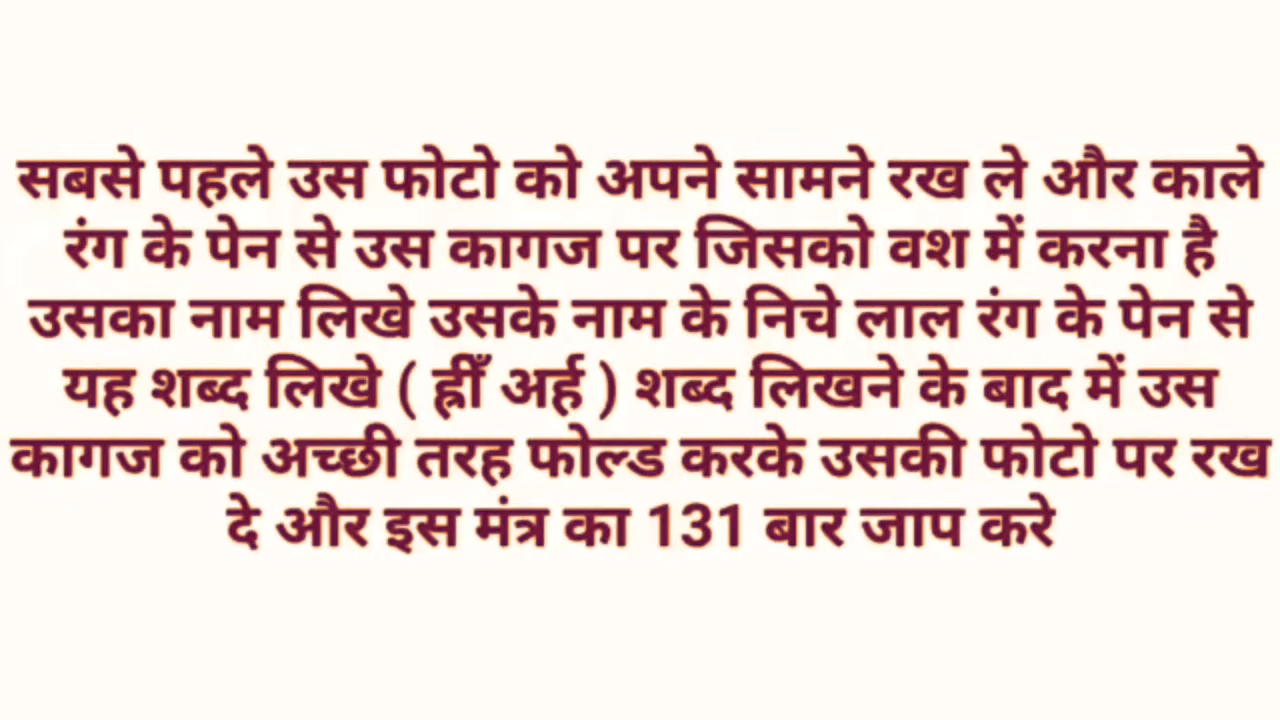 सबसे पहले उस फोटो को अपने सामने रख ले और काले
रंग के पेन से उस कागज पर जिसको वश में करना है
उसका नाम लिखे उसके नाम के निचे लाल रंग के पेन से
यह शब्द लिखे ( ह्रीँ अर्ह ) शब्द लिखने के बाद में उस
कागज को अच्छी तरह फोल्ड करके उसकी फोटो पर रख
दे और इस मंत्र का 131 बार जाप करे